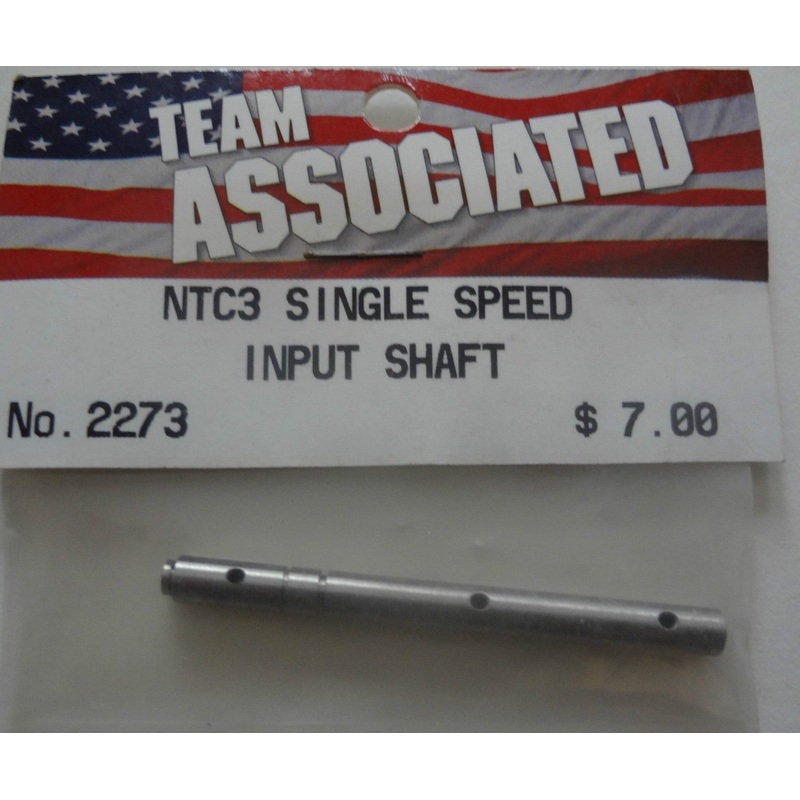 TEAM
ASSOCIATED
NTC3 SINGLE SPEED
INPUT SHAFT
No. 2273 $ 7.00